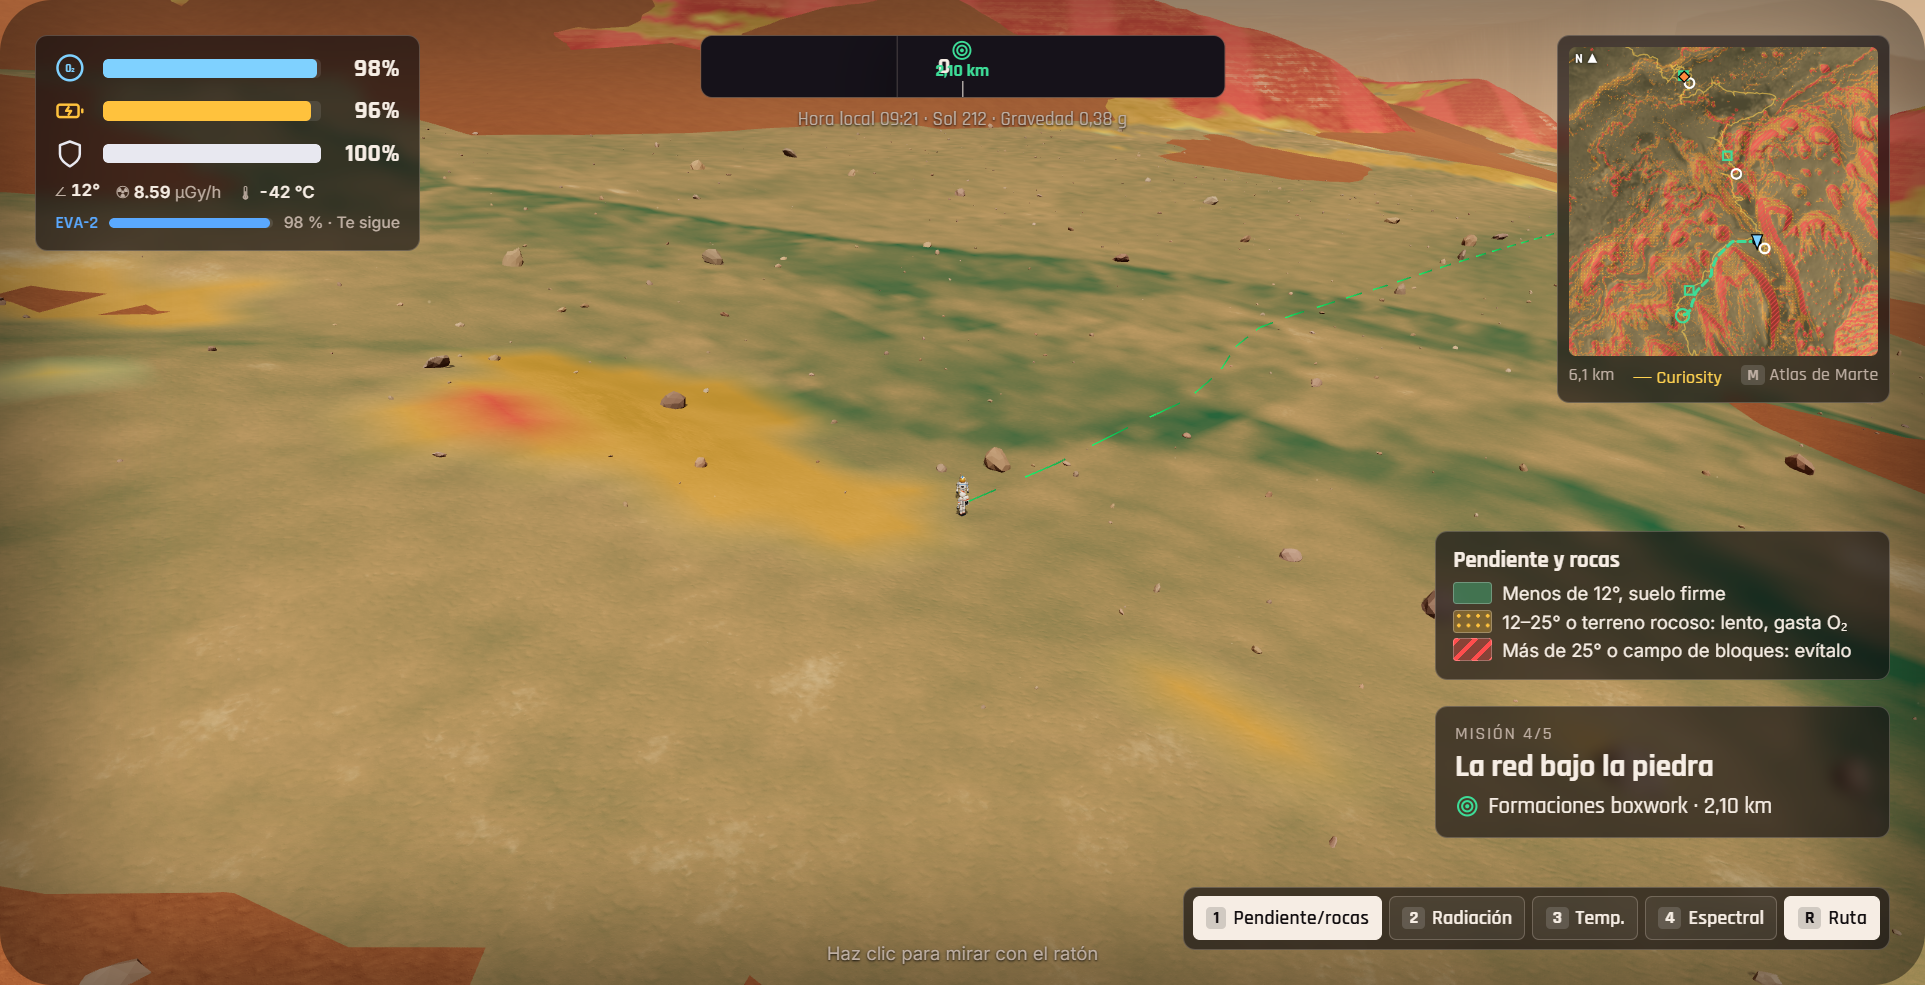 O₂ 98%
96%
100%
∠ 12° 8.59 µGy/h -42 °C
EVA-2 98 % · Te sigue
2,10 km
Hora local 09:21 · Sol 212 · Gravedad 0,38 g
N ▲
6,1 km — Curiosity M Atlas de Marte
Pendiente y rocas
Menos de 12°, suelo firme
12–25° o terreno rocoso: lento, gasta O₂
Más de 25° o campo de bloques: evítalo
MISIÓN 4/5
La red bajo la piedra
Formaciones boxwork · 2,10 km
1 Pendiente/rocas 2 Radiación 3 Temp. 4 Espectral R Ruta
Haz clic para mirar con el ratón